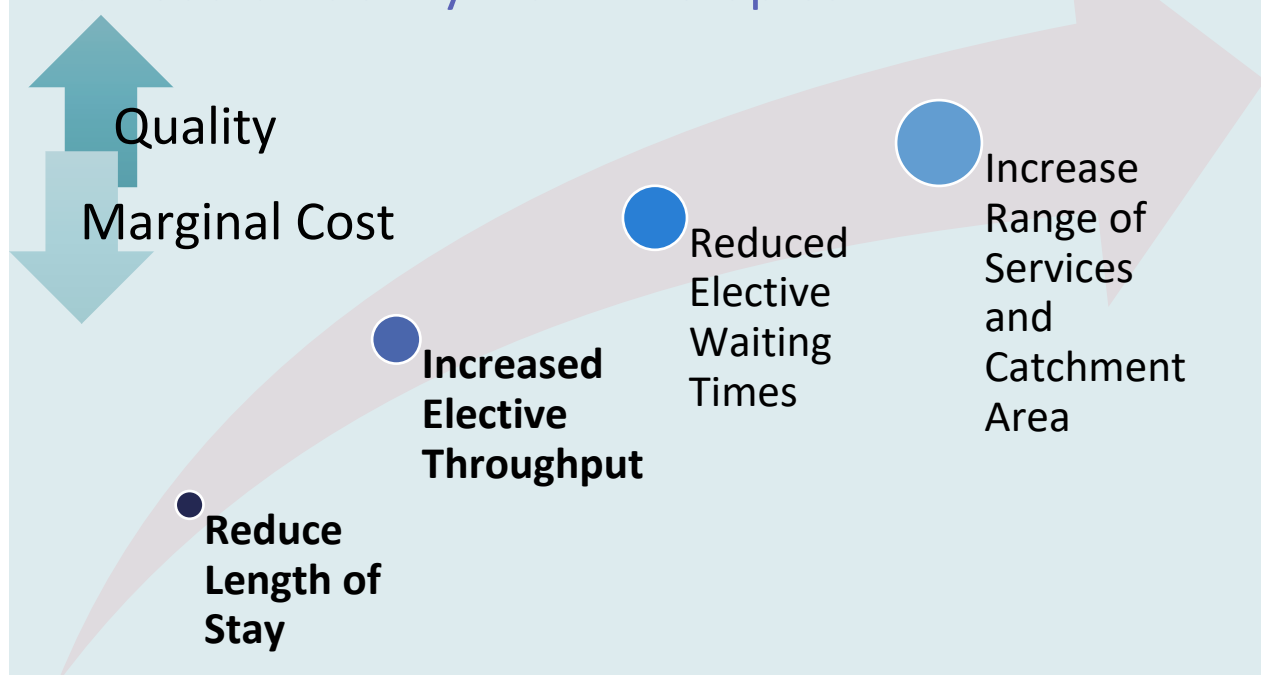 Quality
Marginal Cost
Reduce
Length of
Stay
Increased
Elective
Throughput
Reduced
Elective
Waiting
Times
Increase
Range of
Services
and
Catchment
Area